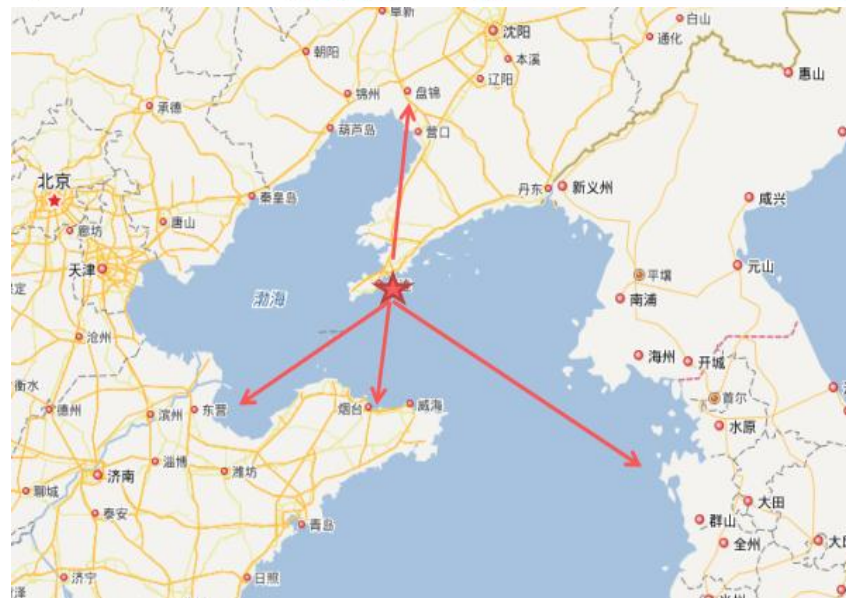 阜新
白山
沈阳
通化
朝阳
本溪
惠山
辽阳
盘锦
锦州
承德
葫芦岛
营口
北京
丹东
新义州
秦皇岛
咸兴
唐山
廊坊
天津
元山
平壤
渤海
南浦
沧州
海州
开城
衡水
首尔
德州
滨州
东营
烟台
威海
水原
淄博
济南
潍坊
聊城
大田
泰安
群山
青岛
全州
济宁
日照